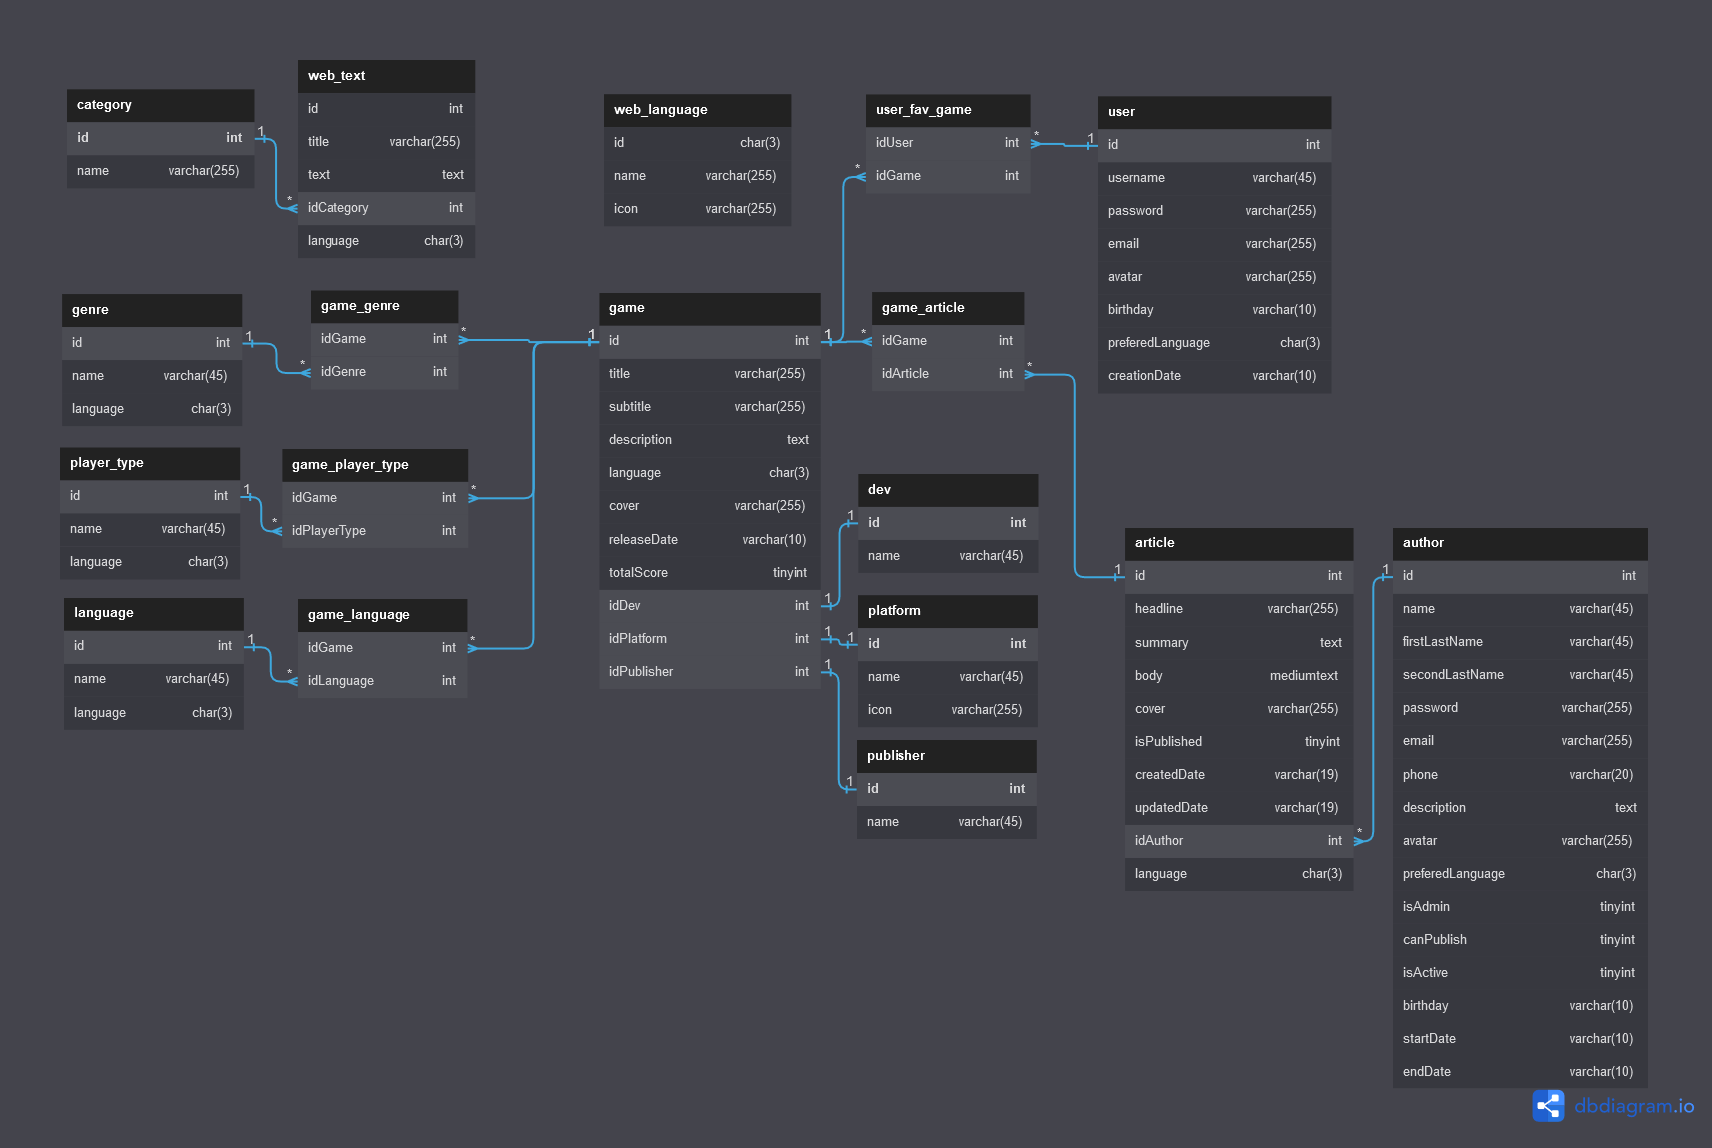 category
id int
name varchar(255)
1
*
web_text
id int
title varchar(255)
text text
idCategory int
language char(3)
web_language
id char(3)
name varchar(255)
icon varchar(255)
user_fav_game
idUser int
idGame int
*
*
1
user
id int
username varchar(45)
password varchar(255)
email varchar(255)
avatar varchar(255)
birthday varchar(10)
preferedLanguage char(3)
creationDate varchar(10)
genre
id int
name varchar(45)
language char(3)
1
*
game_genre
idGame int
idGenre int
*
1
game
id int
title varchar(255)
subtitle varchar(255)
description text
language char(3)
cover varchar(255)
releaseDate varchar(10)
totalScore tinyint
idDev int
idPlatform int
idPublisher int
1
*
game_article
idGame int
idArticle int
*
player_type
id int
name varchar(45)
language char(3)
1
*
game_player_type
idGame int
idPlayerType int
*
language
id int
name varchar(45)
language char(3)
1
*
game_language
idGame int
idLanguage int
*
1
1
dev
id int
name varchar(45)
1
1
platform
id int
name varchar(45)
icon varchar(255)
1
1
publisher
id int
name varchar(45)
1
article
id int
headline varchar(255)
summary text
body mediumtext
cover varchar(255)
isPublished tinyint
createdDate varchar(19)
updatedDate varchar(19)
idAuthor int
language char(3)
*
1
author
id int
name varchar(45)
firstLastName varchar(45)
secondLastName varchar(45)
password varchar(255)
email varchar(255)
phone varchar(20)
description text
avatar varchar(255)
preferedLanguage char(3)
isAdmin tinyint
canPublish tinyint
isActive tinyint
birthday varchar(10)
startDate varchar(10)
endDate varchar(10)
dbdiagram.io